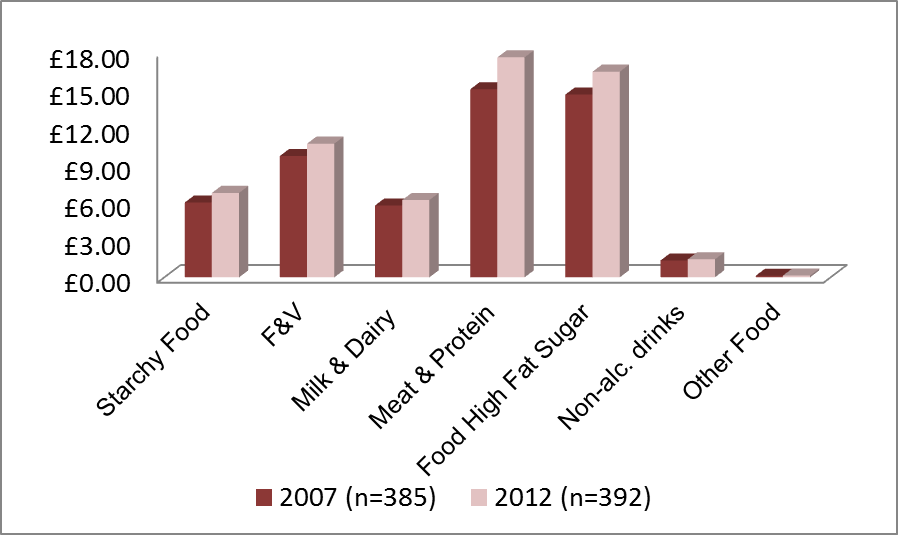 £18.00
£15.00
£12.00
£9.00
£6.00
£3.00
£0.00
Starchy Food
F&V
Milk & Dairy
Meat & Protein
Food High Fat Sugar
Non-alc. drinks
Other Food
2007 (n=385)
2012 (n=392)